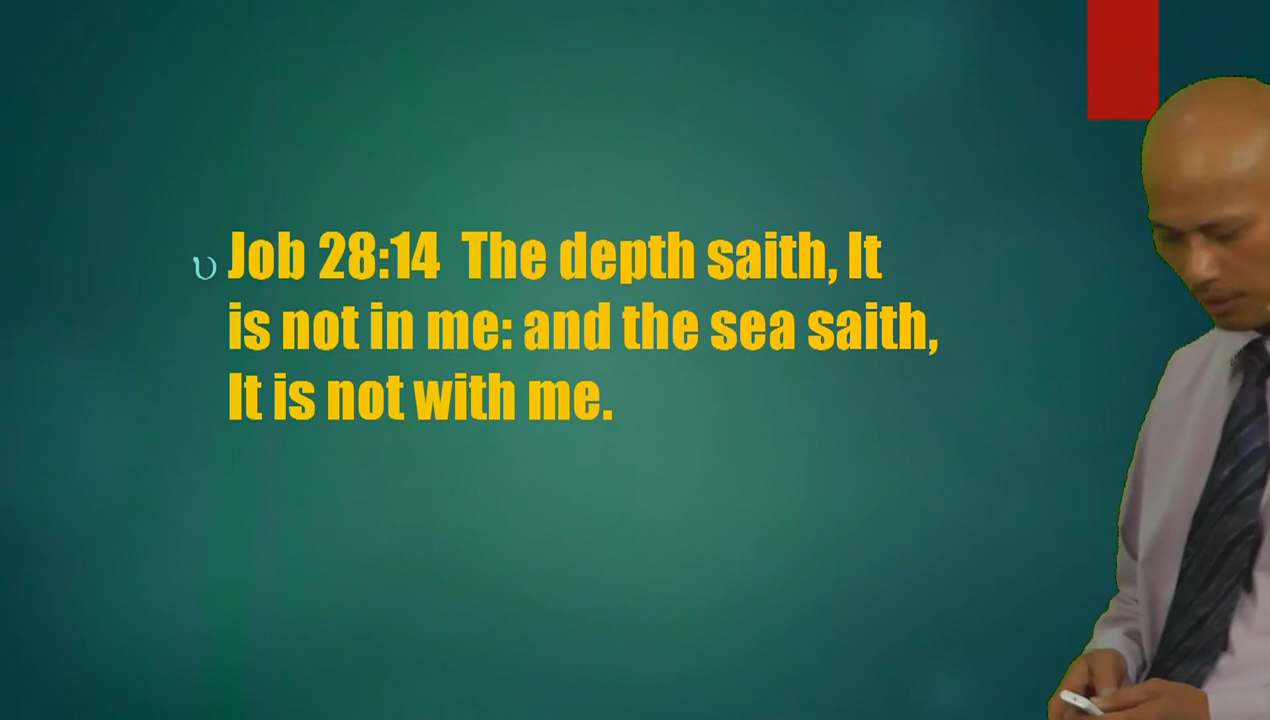 υ Job 28:14 The depth saith, It
is not in me: and the sea saith,
It is not with me.